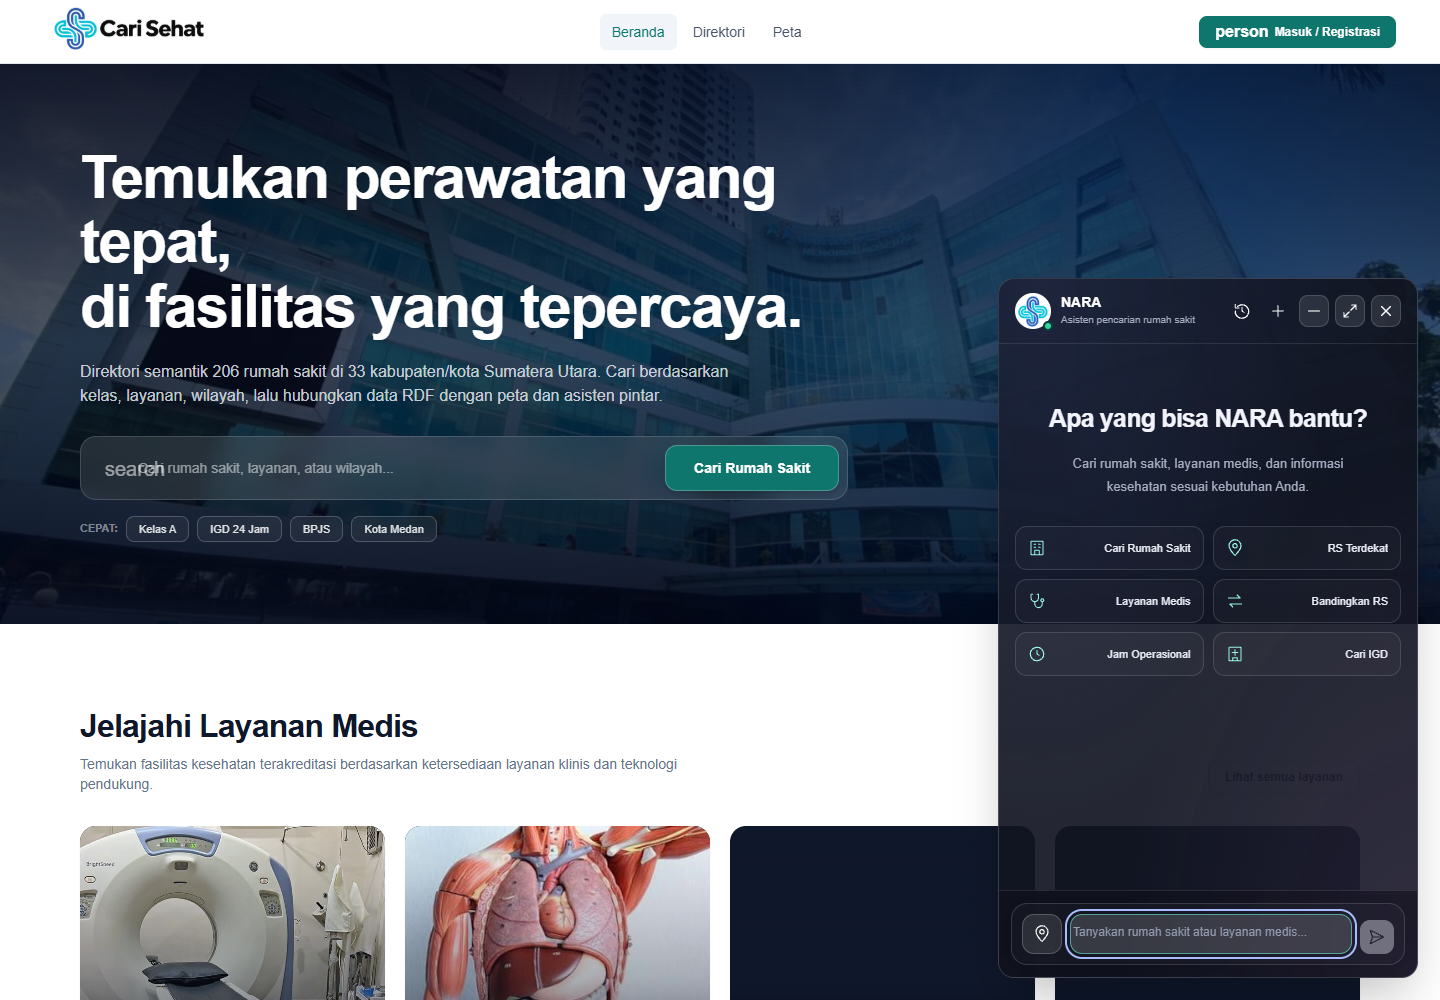 Cari Sehat
Beranda
Direktori
Peta
person Masuk / Registrasi
Temukan perawatan yang
tepat,
di fasilitas yang tepercaya.
Direktori semantik 206 rumah sakit di 33 kabupaten/kota Sumatera Utara. Cari berdasarkan
kelas, layanan, wilayah, lalu hubungkan data RDF dengan peta dan asisten pintar.
search
Cari rumah sakit, layanan, atau wilayah...
Cari Rumah Sakit
CEPAT:
Kelas A
IGD 24 Jam
BPJS
Kota Medan
Jelajahi Layanan Medis
Temukan fasilitas kesehatan terakreditasi berdasarkan ketersediaan layanan klinis dan teknologi
pendukung.
Lihat semua layanan
BrightSpeed
NARA
Asisten pencarian rumah sakit
Apa yang bisa NARA bantu?
Cari rumah sakit, layanan medis, dan informasi
kesehatan sesuai kebutuhan Anda.
Cari Rumah Sakit
RS Terdekat
Layanan Medis
Bandingkan RS
Jam Operasional
Cari IGD
Tanyakan rumah sakit atau layanan medis...